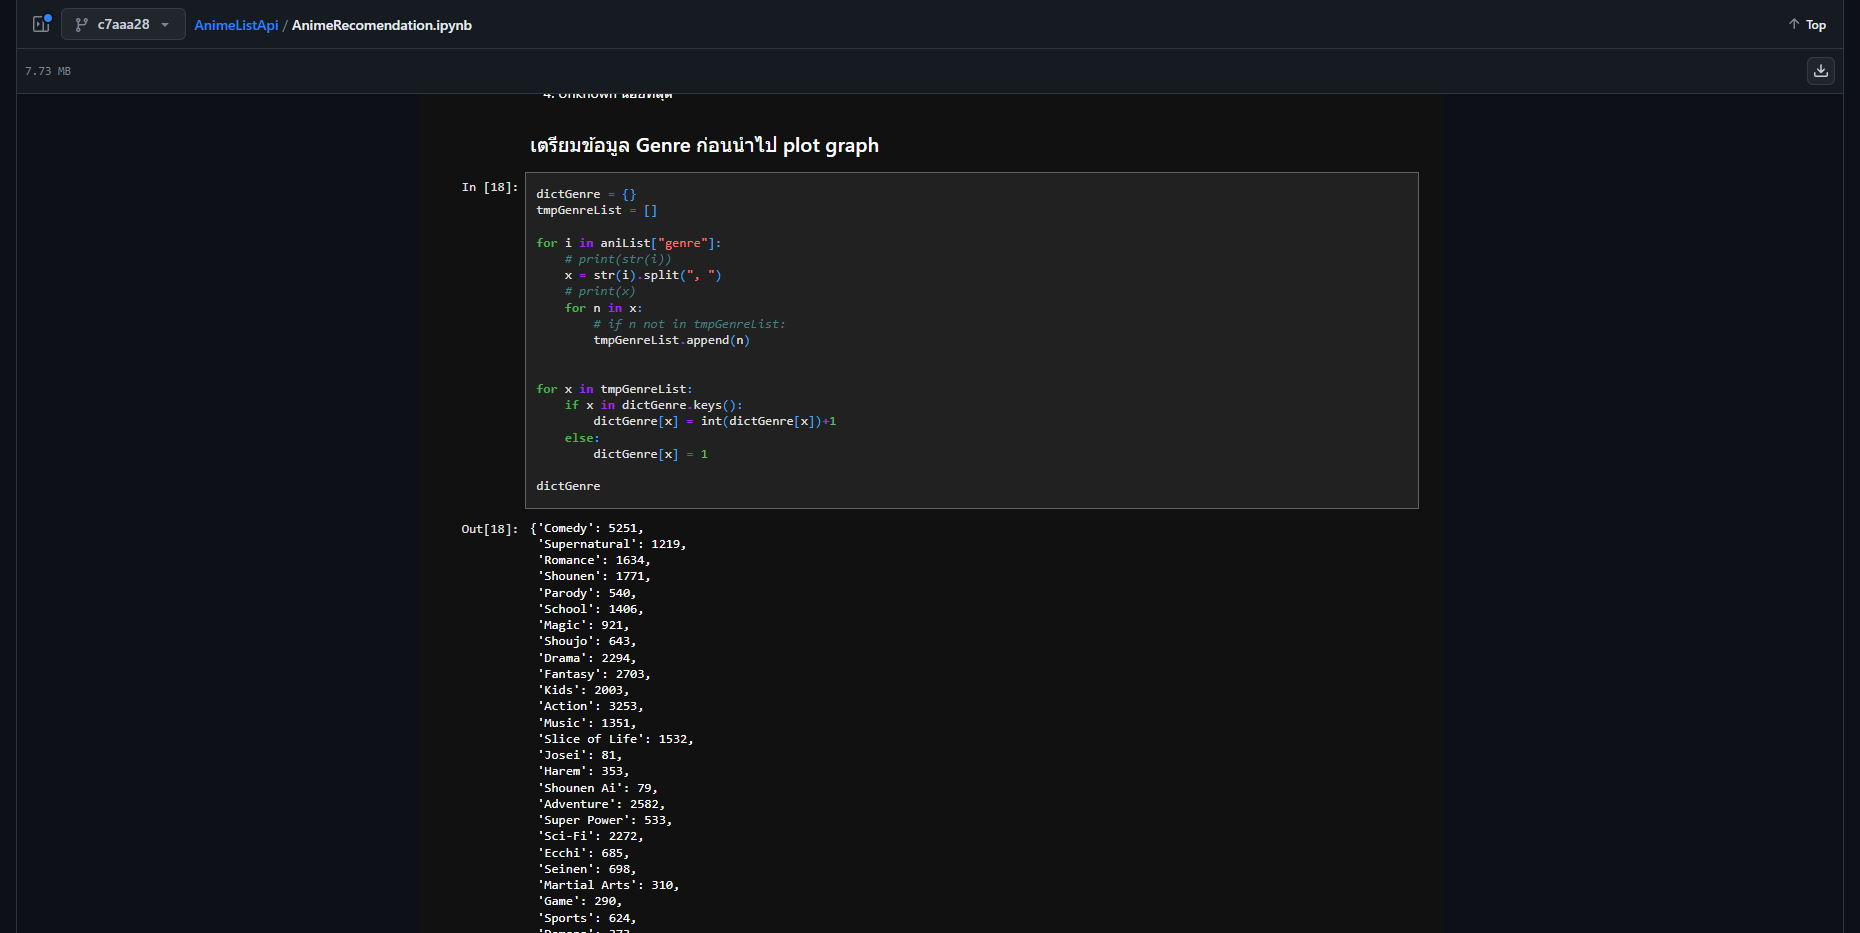 c7aaa28
AnimeListApi / AnimeRecomendation.ipynb
Top
7.73 MB
4. Unknown น้อยที่สุด
เตรียมข้อมูล Genre ก่อนนำไป plot graph
In [18]:
dictGenre = {}
tmpGenreList = []
for i in aniList["genre"]:
# print(str(i))
x = str(i).split(", ")
# print(x)
for n in x:
# if n not in tmpGenreList:
tmpGenreList.append(n)
for x in tmpGenreList:
if x in dictGenre.keys():
dictGenre[x] = int(dictGenre[x])+1
else:
dictGenre[x] = 1
dictGenre
Out[18]: {'Comedy': 5251,
'Supernatural': 1219,
'Romance': 1634,
'Shounen': 1771,
'Parody': 540,
'School': 1406,
'Magic': 921,
'Shoujo': 643,
'Drama': 2294,
'Fantasy': 2703,
'Kids': 2003,
'Action': 3253,
'Music': 1351,
'Slice of Life': 1532,
'Josei': 81,
'Harem': 353,
'Shounen Ai': 79,
'Adventure': 2582,
'Super Power': 533,
'Sci-Fi': 2272,
'Ecchi': 685,
'Seinen': 698,
'Martial Arts': 310,
'Game': 290,
'Sports': 624,